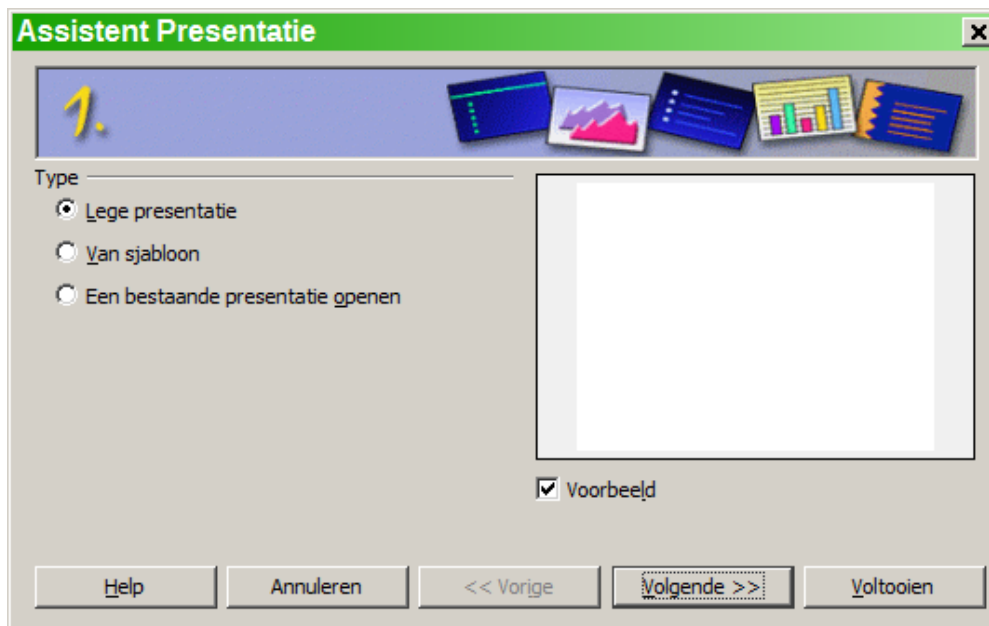 Assistent Presentatie
1.
Type
Lege presentatie
Van sjabloon
Een bestaande presentatie openen
Voorbeeld
Help Annuleren << Vorige Volgende >> Voltooien